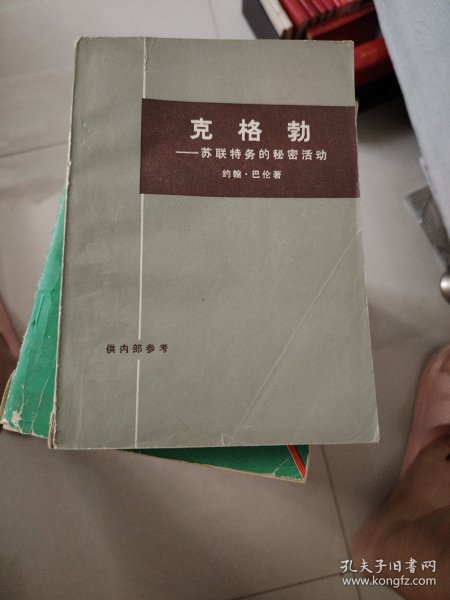 克格勃
——苏联特务的秘密活动
约翰·巴伦著
供内部参考
孔夫子旧书网
www.kongfz.com